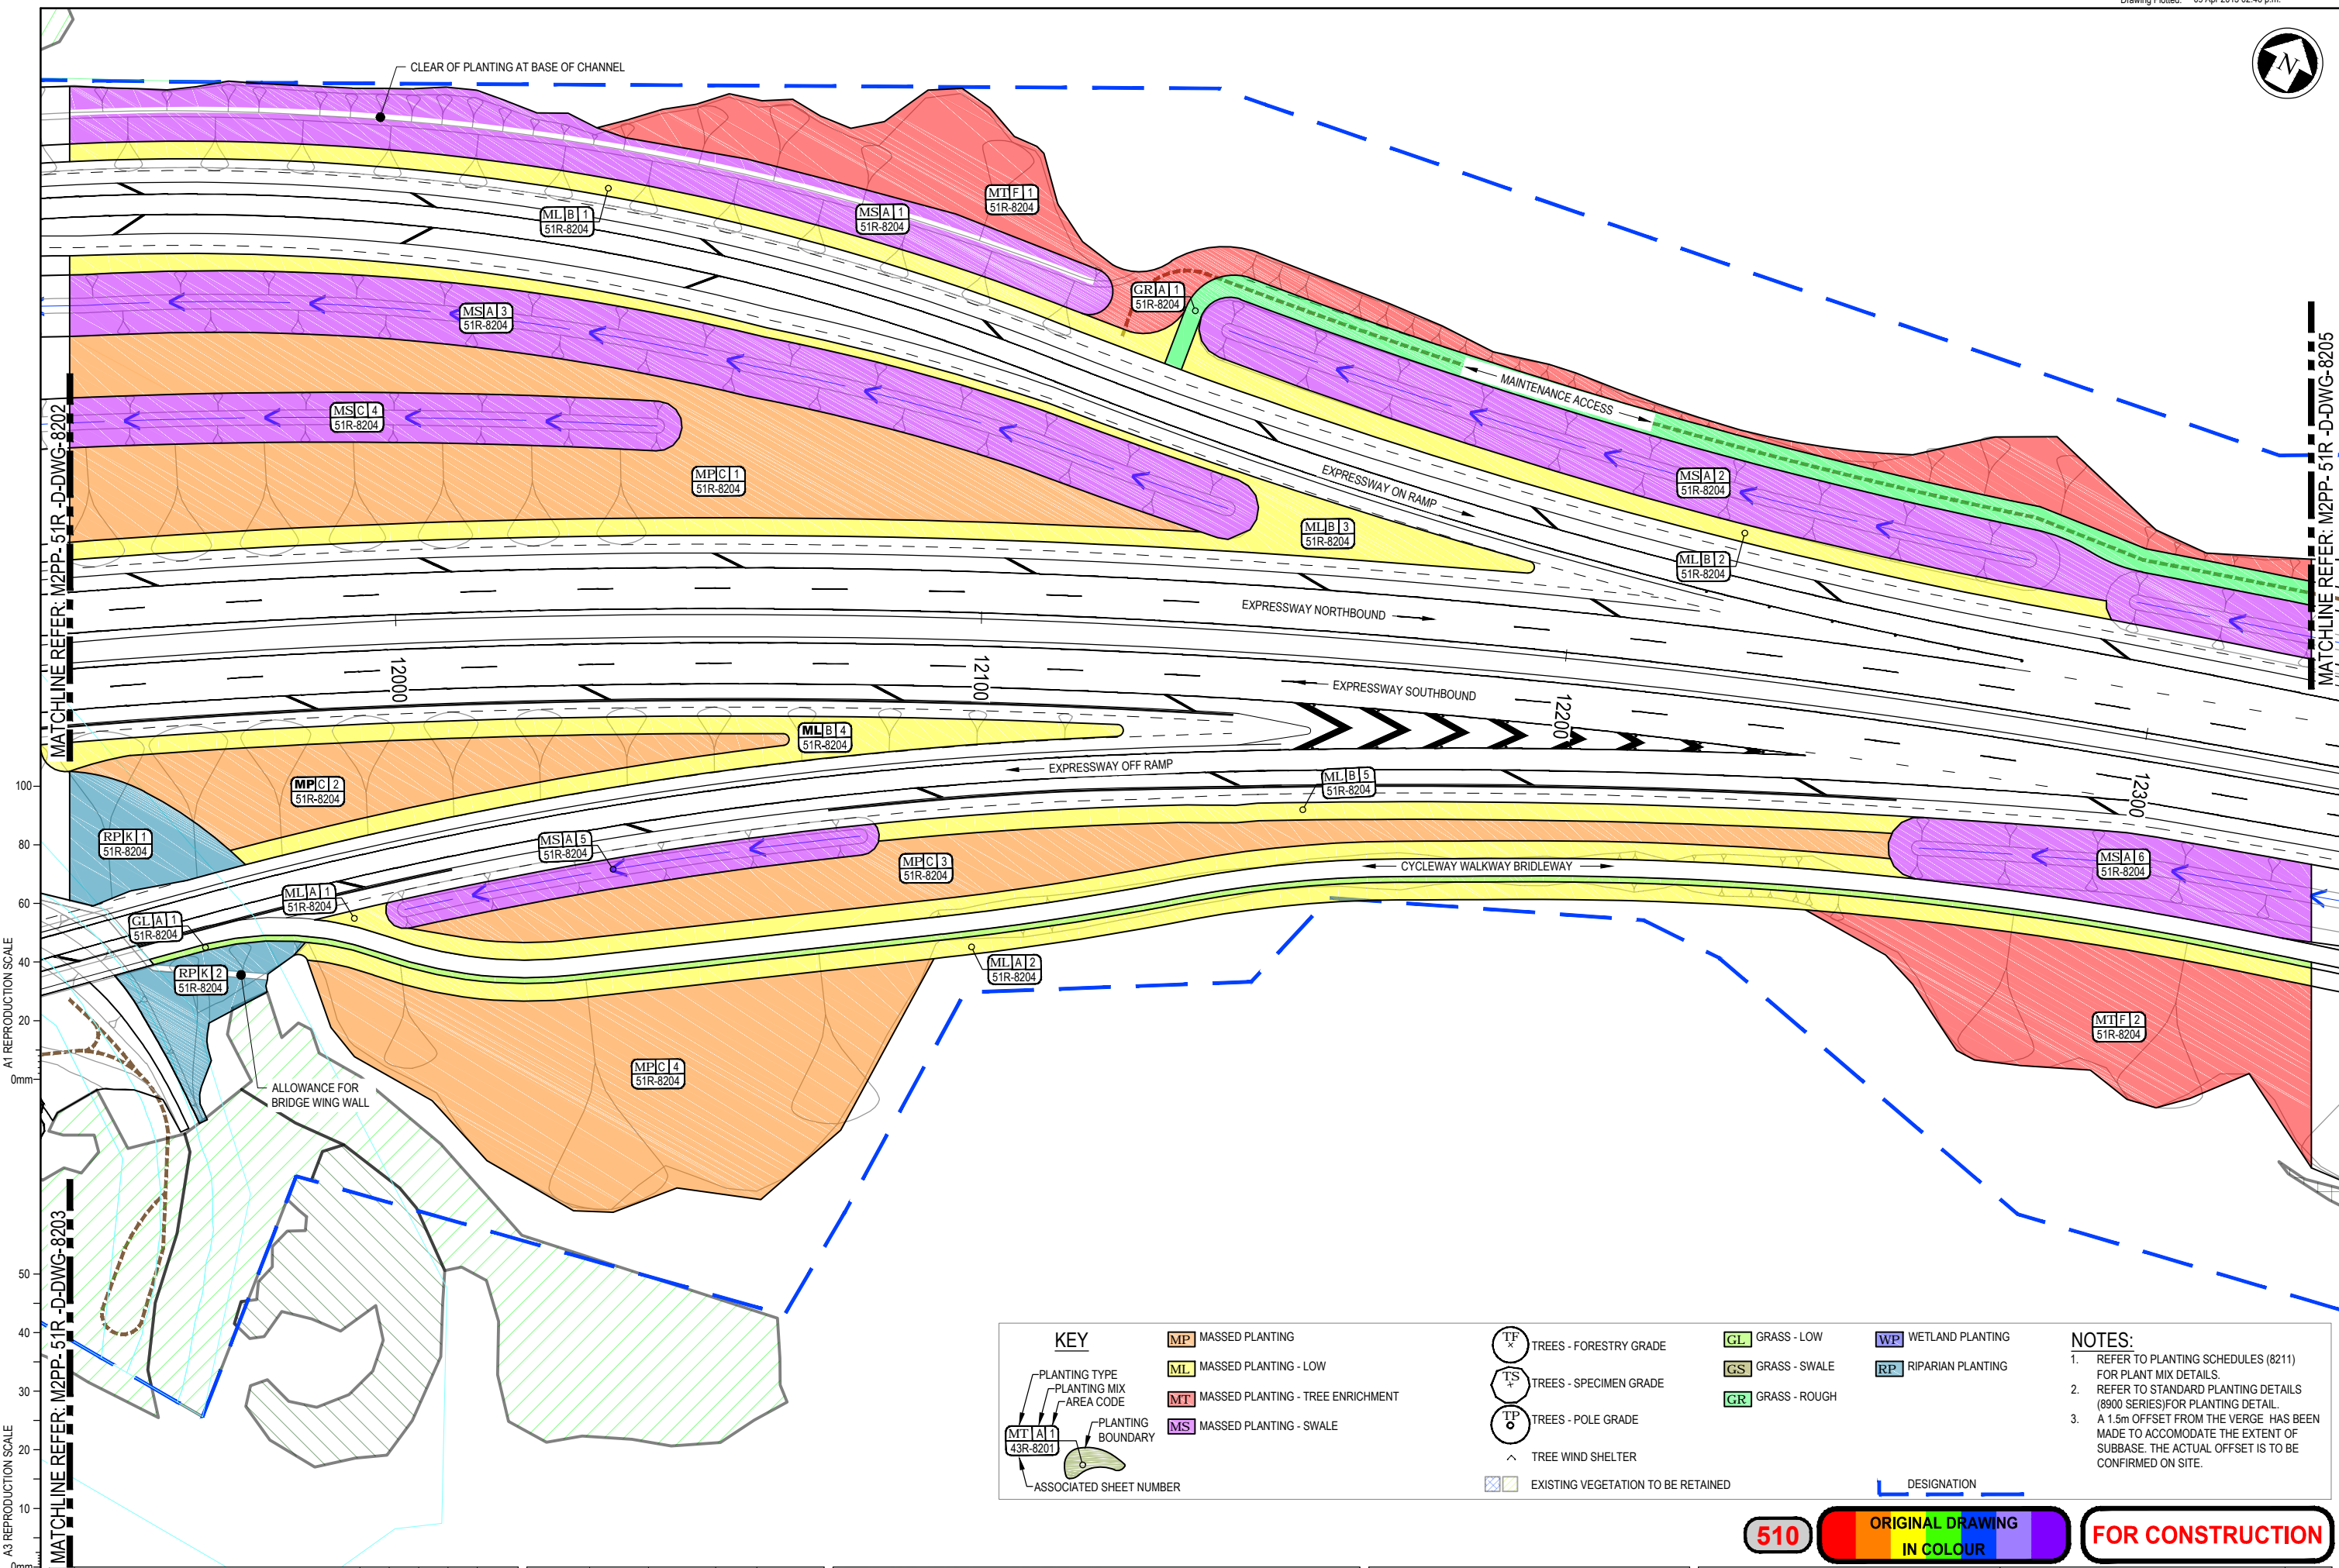 Drawing Plotted: 05 Apr 2013 02:46 p.m.
N
CLEAR OF PLANTING AT BASE OF CHANNEL
MT F 1
51R-8204
ML B 1
51R-8204
MS A 1
51R-8204
GR A 1
51R-8204
MS A 3
51R-8204
MAINTENANCE ACCESS
MATCHLINE REFER: M2PP- 51R -D-DWG-8205
MATCHLINE REFER: M2PP- 51R -D-DWG-8202
MS C 4
51R-8204
MP C 1
51R-8204
EXPRESSWAY ON RAMP
MS A 2
51R-8204
ML B 3
51R-8204
ML B 2
51R-8204
EXPRESSWAY NORTHBOUND
12000
12100
EXPRESSWAY SOUTHBOUND
12200
12300
ML B 4
51R-8204
EXPRESSWAY OFF RAMP
MP C 2
51R-8204
ML B 5
51R-8204
RP K 1
51R-8204
MS A 5
51R-8204
MP C 3
51R-8204
CYCLEWAY WALKWAY BRIDLEWAY
MS A 6
51R-8204
ML A 1
51R-8204
GL A 1
51R-8204
RP K 2
51R-8204
ML A 2
51R-8204
MT F 2
51R-8204
MP C 4
51R-8204
ALLOWANCE FOR
BRIDGE WING WALL
A1 REPRODUCTION SCALE
100
80
60
40
20
0mm
A3 REPRODUCTION SCALE
50
40
30
20
10
0mm
MATCHLINE REFER: M2PP- 51R -D-DWG-8203
KEY
PLANTING TYPE
PLANTING MIX
AREA CODE
MT A 1
43R-8201
PLANTING
BOUNDARY
ASSOCIATED SHEET NUMBER
MP MASSED PLANTING
ML MASSED PLANTING - LOW
MT MASSED PLANTING - TREE ENRICHMENT
MS MASSED PLANTING - SWALE
TF TREES - FORESTRY GRADE
TS TREES - SPECIMEN GRADE
TP TREES - POLE GRADE
TREE WIND SHELTER
EXISTING VEGETATION TO BE RETAINED
GL GRASS - LOW
GS GRASS - SWALE
GR GRASS - ROUGH
WP WETLAND PLANTING
RP RIPARIAN PLANTING
DESIGNATION
NOTES:
1. REFER TO PLANTING SCHEDULES (8211)
FOR PLANT MIX DETAILS.
2. REFER TO STANDARD PLANTING DETAILS
(8900 SERIES)FOR PLANTING DETAIL.
3. A 1.5m OFFSET FROM THE VERGE HAS BEEN
MADE TO ACCOMODATE THE EXTENT OF
SUBBASE. THE ACTUAL OFFSET IS TO BE
CONFIRMED ON SITE.
510
ORIGINAL DRAWING
IN COLOUR
FOR CONSTRUCTION